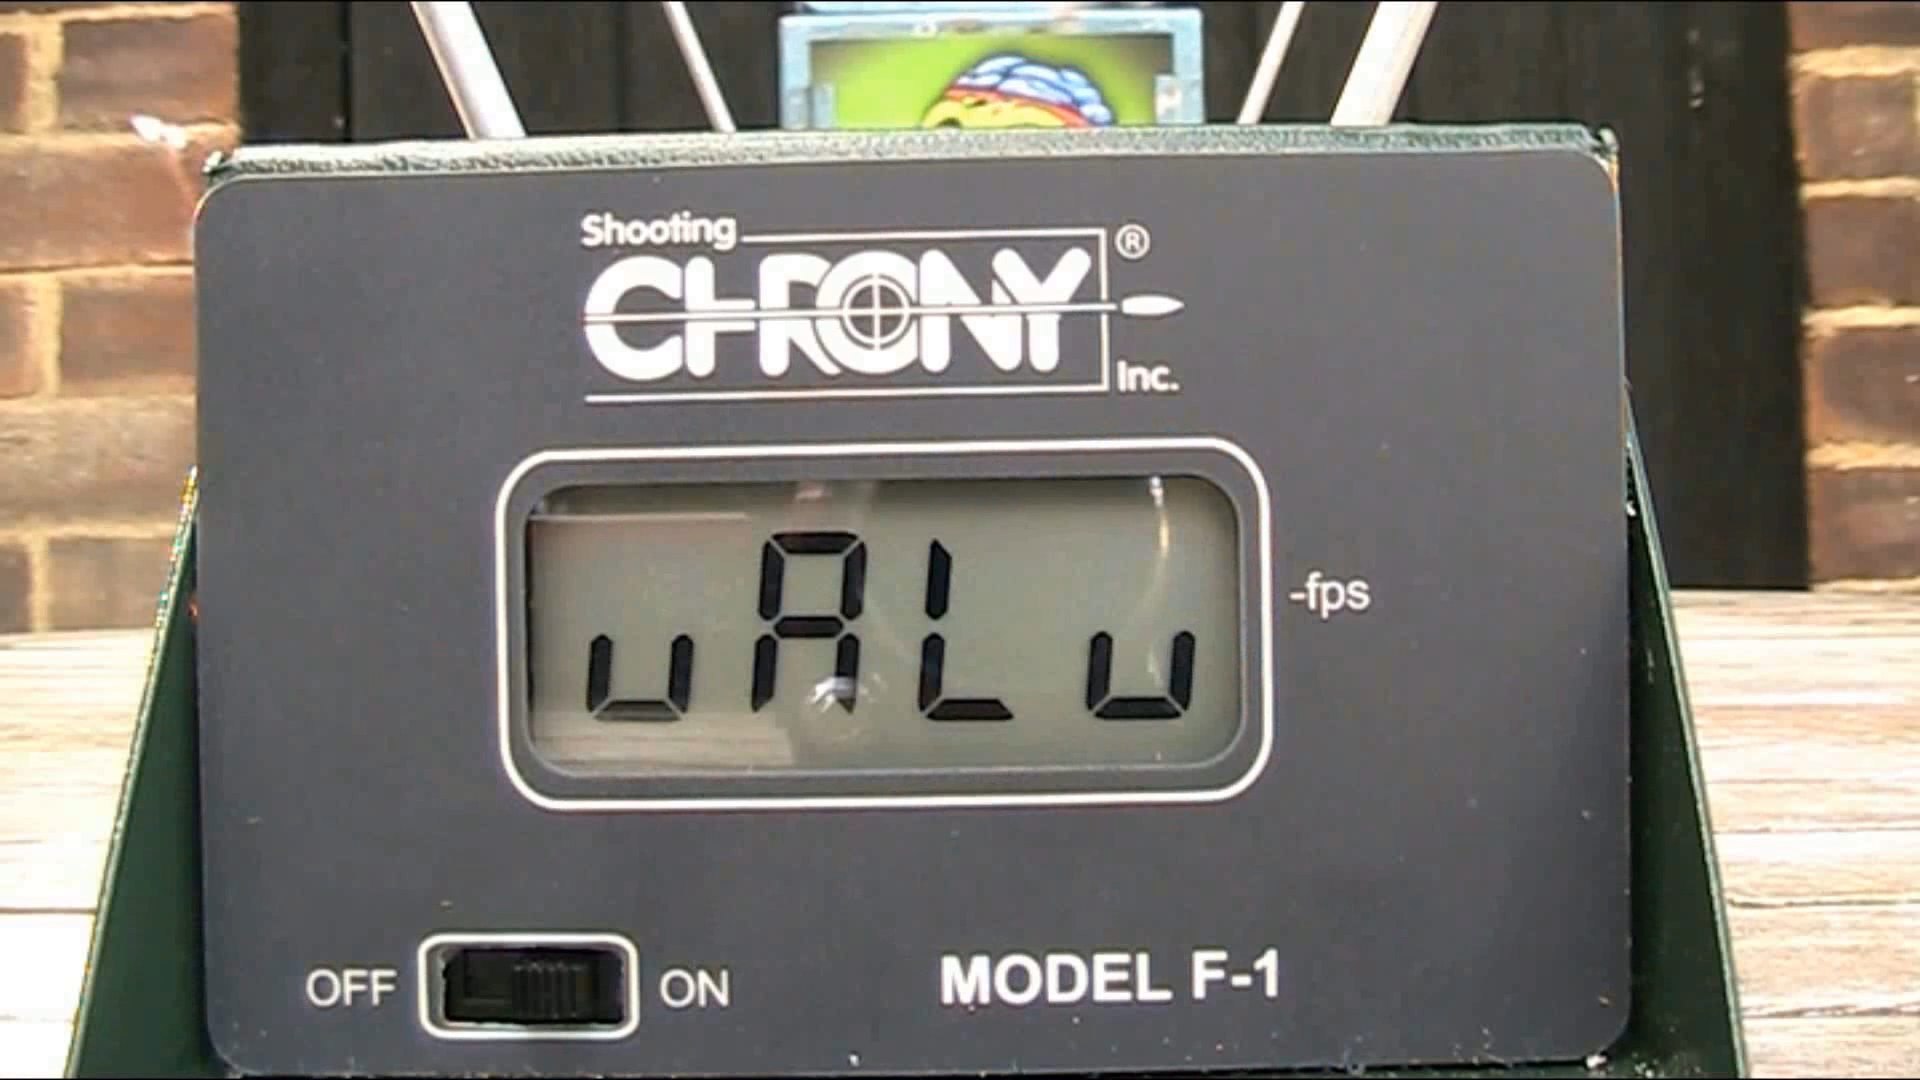 Shooting
CHRONY ®
Inc.
uALu
-fps
OFF ON
MODEL F-1